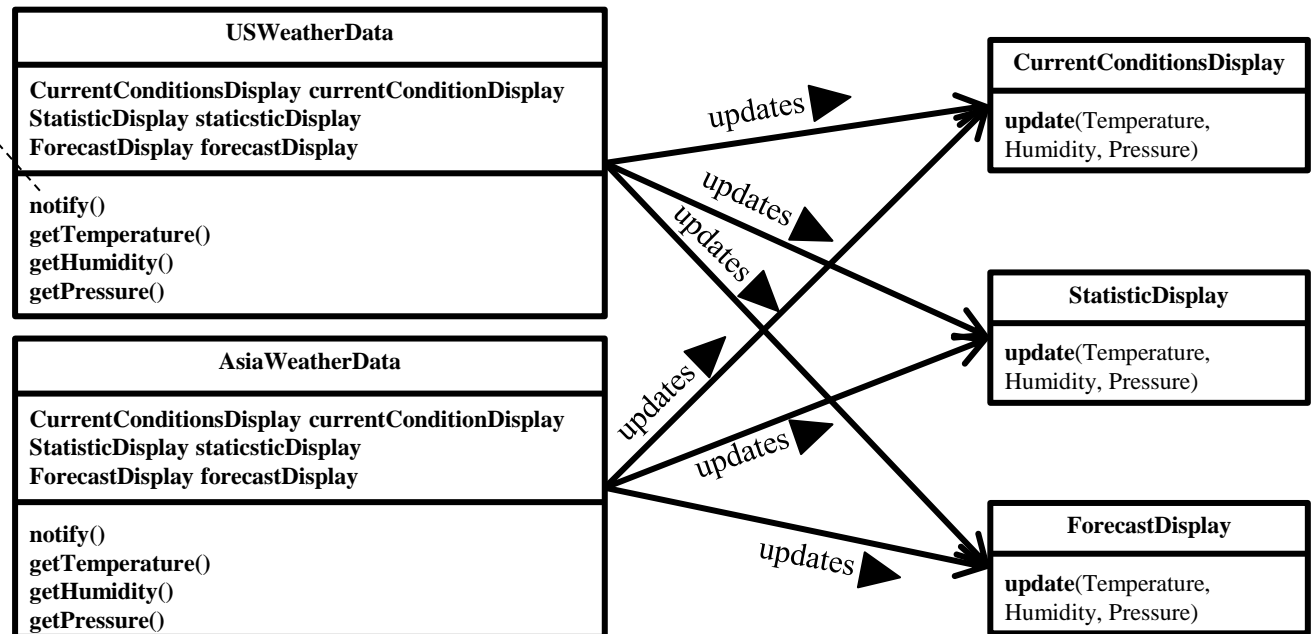 USWeatherData
CurrentConditionsDisplay currentConditionDisplay
StatisticDisplay staticsticDisplay
ForecastDisplay forecastDisplay
notify()
getTemperature()
getHumidity()
getPressure()
AsiaWeatherData
CurrentConditionsDisplay currentConditionDisplay
StatisticDisplay staticsticDisplay
ForecastDisplay forecastDisplay
notify()
getTemperature()
getHumidity()
getPressure()
updates
updates
updates
updates
updates
updates
CurrentConditionsDisplay
update(Temperature,
Humidity, Pressure)
StatisticDisplay
update(Temperature,
Humidity, Pressure)
ForecastDisplay
update(Temperature,
Humidity, Pressure)